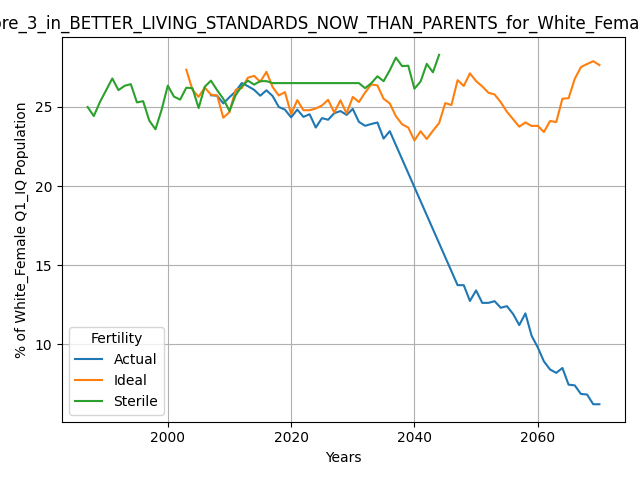 ore_3_in_BETTER_LIVING_STANDARDS_NOW_THAN_PARENTS_for_White_Fema
% of White_Female Q1_IQ Population
25
20
15
10
Fertility
Actual
Ideal
Sterile
2000
2020
2040
2060
Years